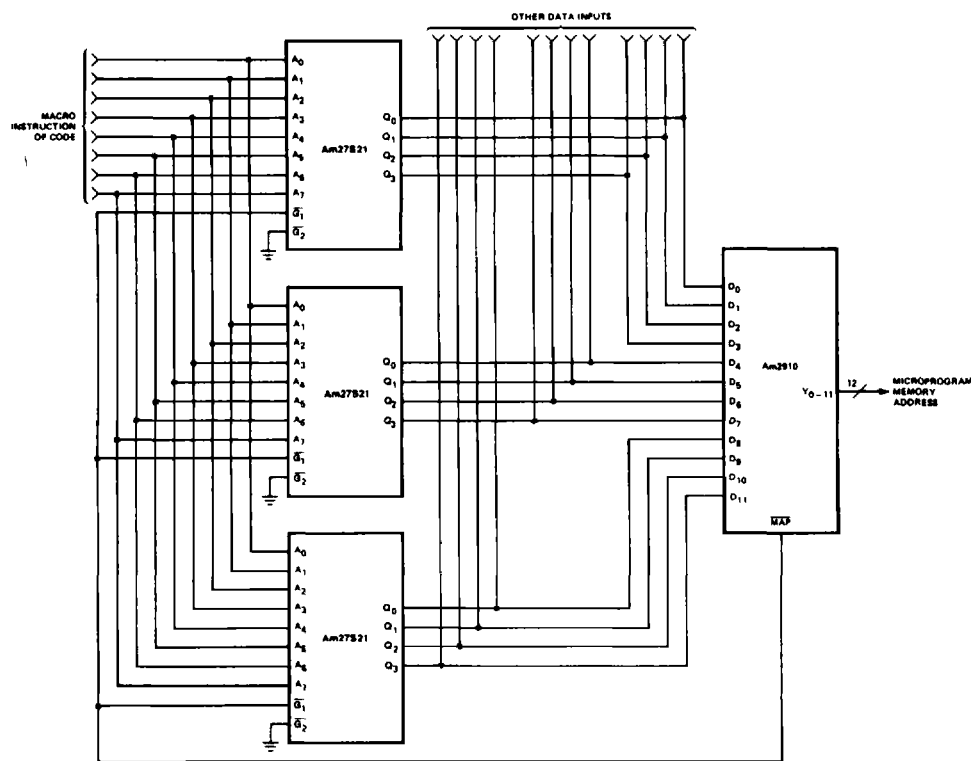 OTHER DATA INPUTS
MACRO
INSTRUCTION
OF CODE
A0
A1
A2
A3
A4
A5
A6
A7
G1
G2
Am27S21
Q0
Q1
Q2
Q3
A0
A1
A2
A3
A4
A5
A6
A7
G1
G2
Am27S21
Q0
Q1
Q2
Q3
A0
A1
A2
A3
A4
A5
A6
A7
G1
G2
Am27S21
Q0
Q1
Q2
Q3
D0
D1
D2
D3
D4
D5
D6
D7
D8
D9
D10
D11
Am2910
Y0-11
MAP
12
MICROPROGRAM
MEMORY
ADDRESS